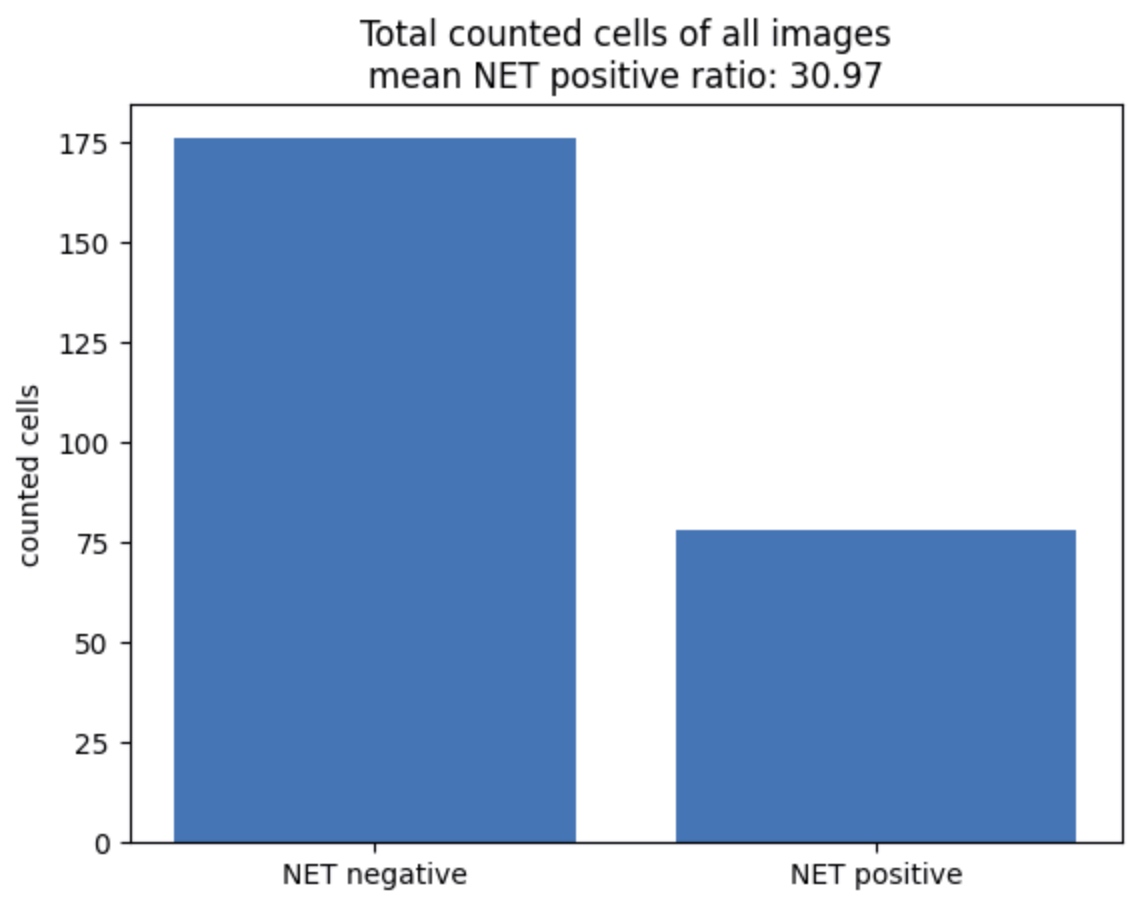 Total counted cells of all images
mean NET positive ratio: 30.97
counted cells
175
150
125
100
75
50
25
0
NET negative
NET positive